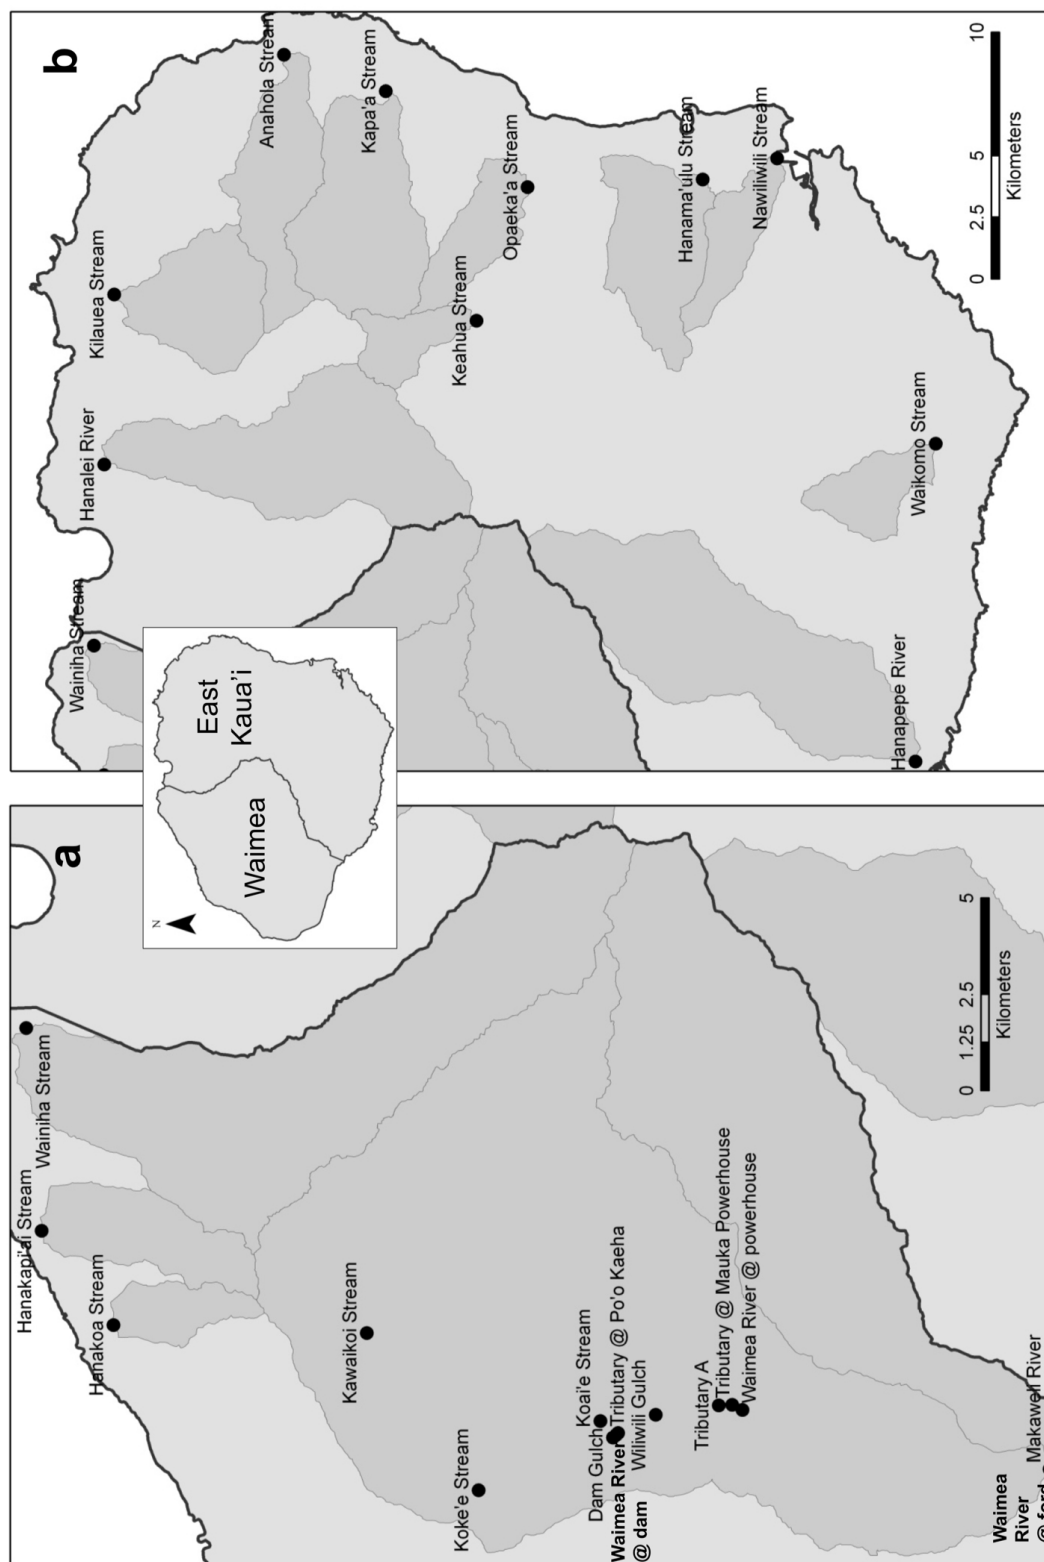 a
Hanakapi'ai Stream
Wainiha Stream
Hanakoa Stream
Kawaikoi Stream
Koke'e Stream
Koai'e Stream
Dam Gulch
Tributary @ Po'o Kaeha
Waimea River
@ dam
Wiliwili Gulch
Tributary A
Tributary @ Mauka Powerhouse
Waimea River @ powerhouse
Makaweli River
Waimea
River
@ ford
0 1.25 2.5 5
Kilometers
N
Waimea
East
Kaua'i
b
Wainiha Stream
Hanalei River
Kilauea Stream
Anahola Stream
Kapa'a Stream
Keahua Stream
Opaeka'a Stream
Hanama'ulu Stream
Nawiliwili Stream
Waikomo Stream
Hanapepe River
0 2.5 5 10
Kilometers